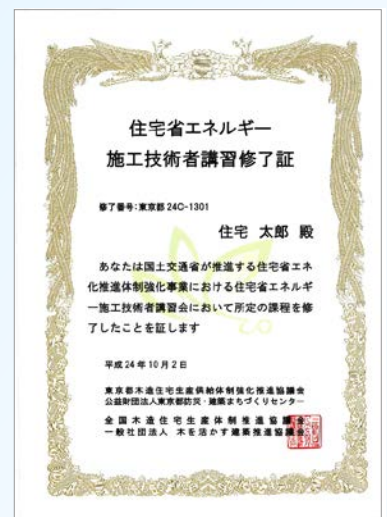 住宅省エネルギー
施工技術者講習修了証
修了番号:東京都 24C-1301
住宅 太郎 殿
あなたは国土交通省が推進する住宅省エネ
化推進体制強化事業における住宅省エネルギ
ー施工技術者講習会において所定の課程を修
了したことを証します
平成24年10月2日
東京都木造住宅生産供給体制強化推進協議会
公益財団法人東京都防災・建築まちづくりセンター
全国木造住宅生産体制推進協議会
一般社団法人 木を活かす建築推進協議会